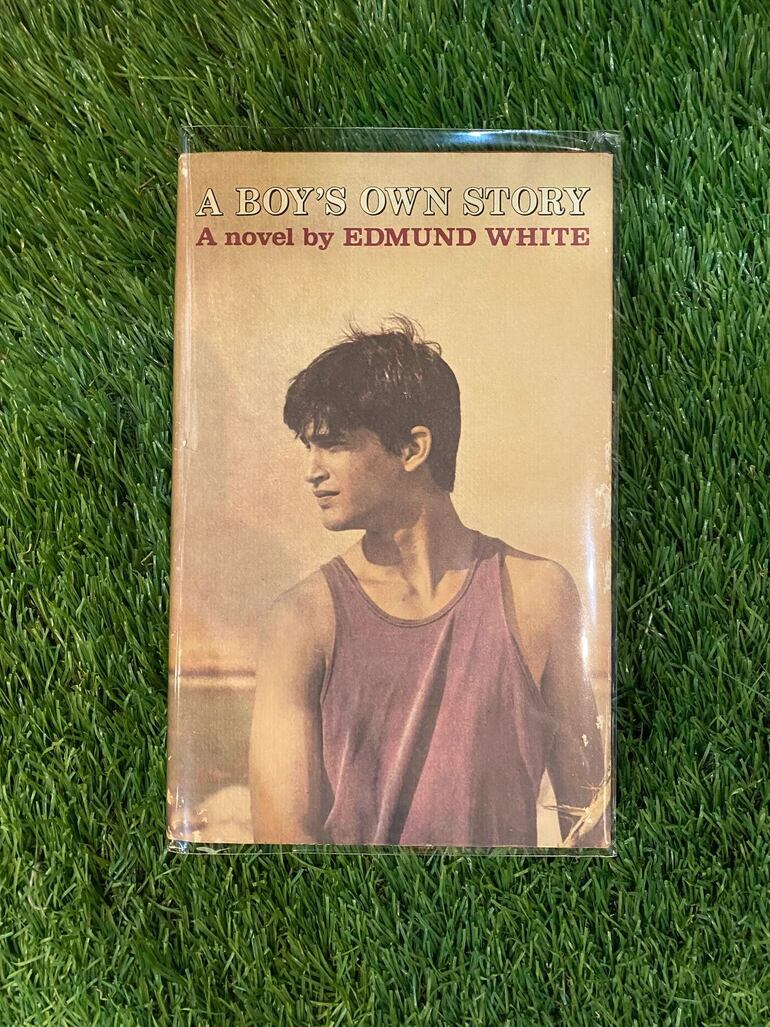 A BOY'S OWN STORY
A novel by EDMUND WHITE